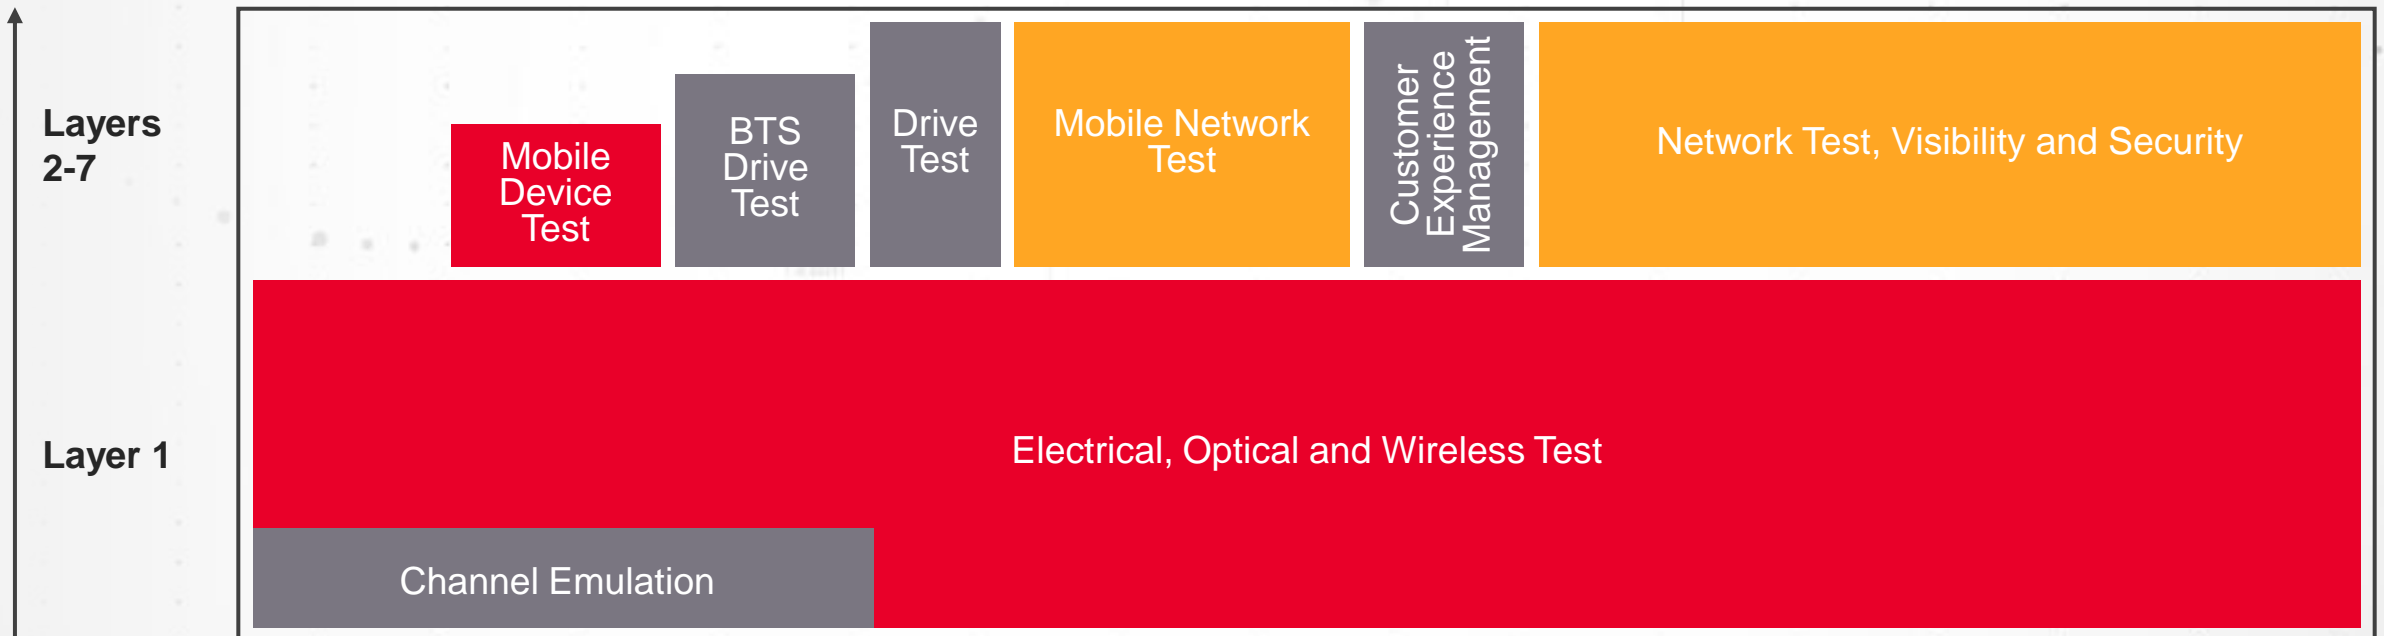 Layers
2-7
Mobile
Device
Test
BTS
Drive
Test
Drive
Test
Mobile Network
Test
Customer
Experience
Management
Network Test, Visibility and Security
Layer 1
Electrical, Optical and Wireless Test
Channel Emulation